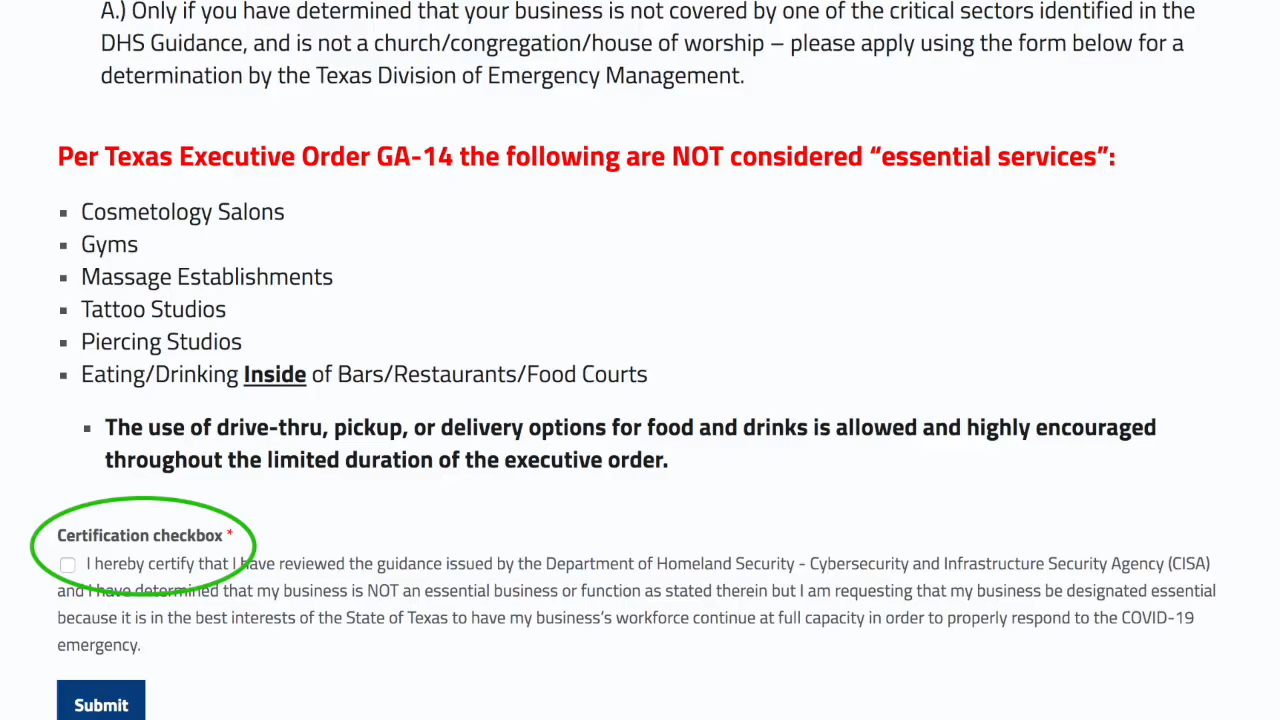 A.) Only if you have determined that your business is not covered by one of the critical sectors identified in the
DHS Guidance, and is not a church/congregation/house of worship – please apply using the form below for a
determination by the Texas Division of Emergency Management.
Per Texas Executive Order GA-14 the following are NOT considered “essential services”:
Cosmetology Salons
Gyms
Massage Establishments
Tattoo Studios
Piercing Studios
Eating/Drinking Inside of Bars/Restaurants/Food Courts
The use of drive-thru, pickup, or delivery options for food and drinks is allowed and highly encouraged
throughout the limited duration of the executive order.
Certification checkbox *
I hereby certify that I have reviewed the guidance issued by the Department of Homeland Security - Cybersecurity and Infrastructure Security Agency (CISA)
and I have determined that my business is NOT an essential business or function as stated therein but I am requesting that my business be designated essential
because it is in the best interests of the State of Texas to have my business’s workforce continue at full capacity in order to properly respond to the COVID-19
emergency.
Submit